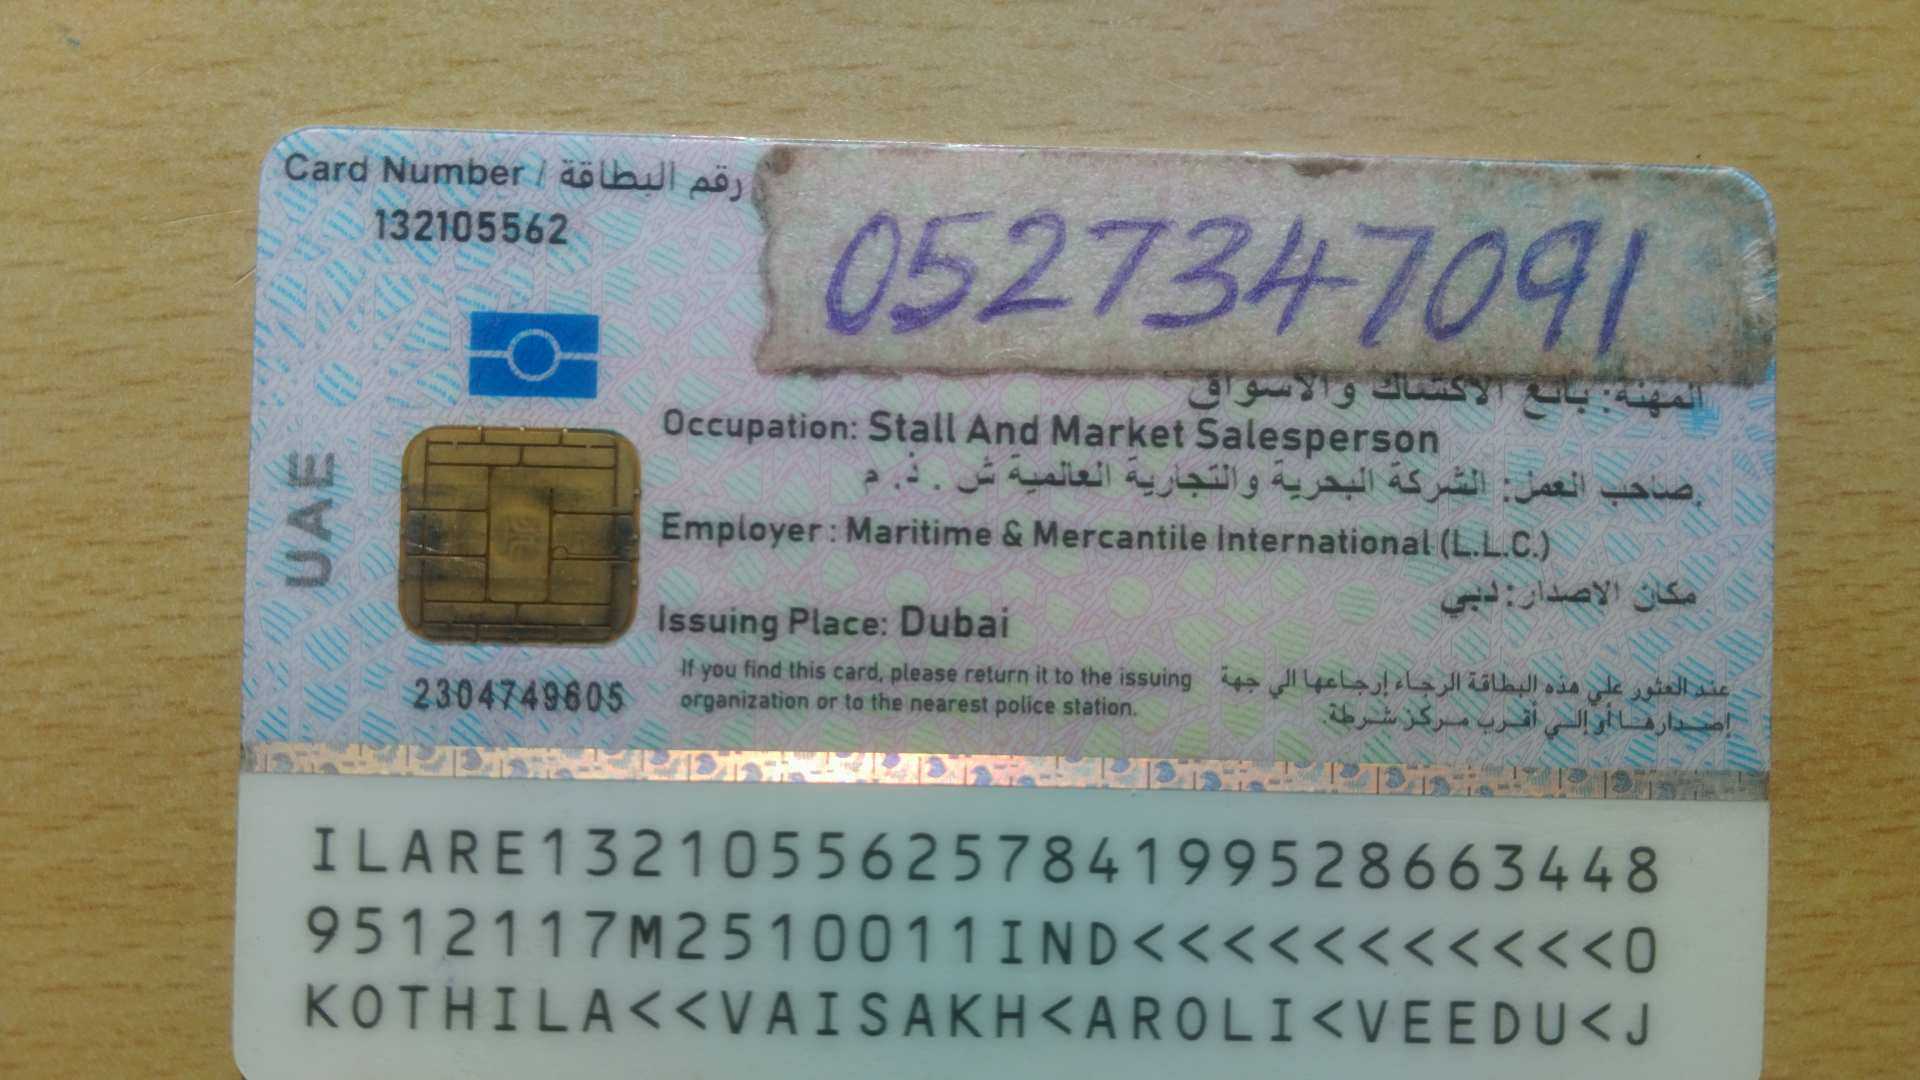 Card Number / رقم البطاقة
132105562
0527347091
المهنة: بائع الاكشاك و الاسواق
Occupation: Stall And Market Salesperson
صاحب العمل: الشركة البحرية والتجارية العالمية ش . ذ. م.
Employer : Maritime & Mercantile International (L.L.C.)
مكان الاصدار: دبي
Issuing Place: Dubai
UAE
2304749605
If you find this card, please return it to the issuing
organization or to the nearest police station.
عند العثور علي هذه البطاقة الرجاء إرجاعها الي جهة
إصدارها أو إلى أقرب مركز شرطة.
ILARE1321055625784199528663448
9512117M2510011IND<<<<<<<<<<<0
KOTHILA<<VAISAKH<AROLI<VEEDU<J